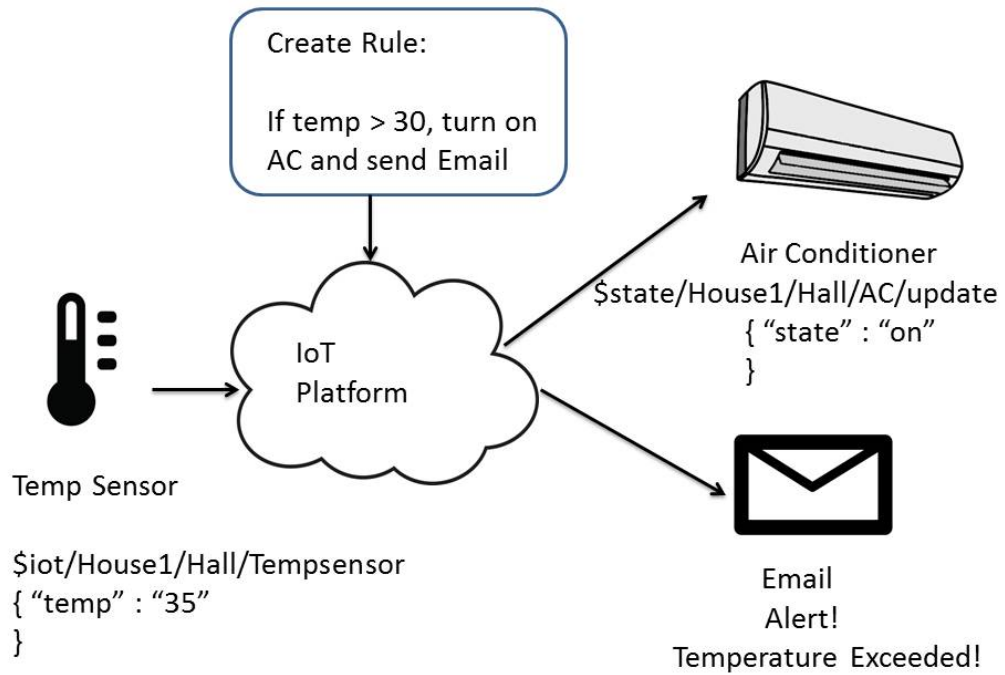 Create Rule:
If temp > 30, turn on
AC and send Email
Air Conditioner
$state/House1/Hall/AC/update
{ “state” : “on”
}
IoT
Platform
Temp Sensor
$iot/House1/Hall/Tempsensor
{ “temp” : “35”
}
Email
Alert!
Temperature Exceeded!